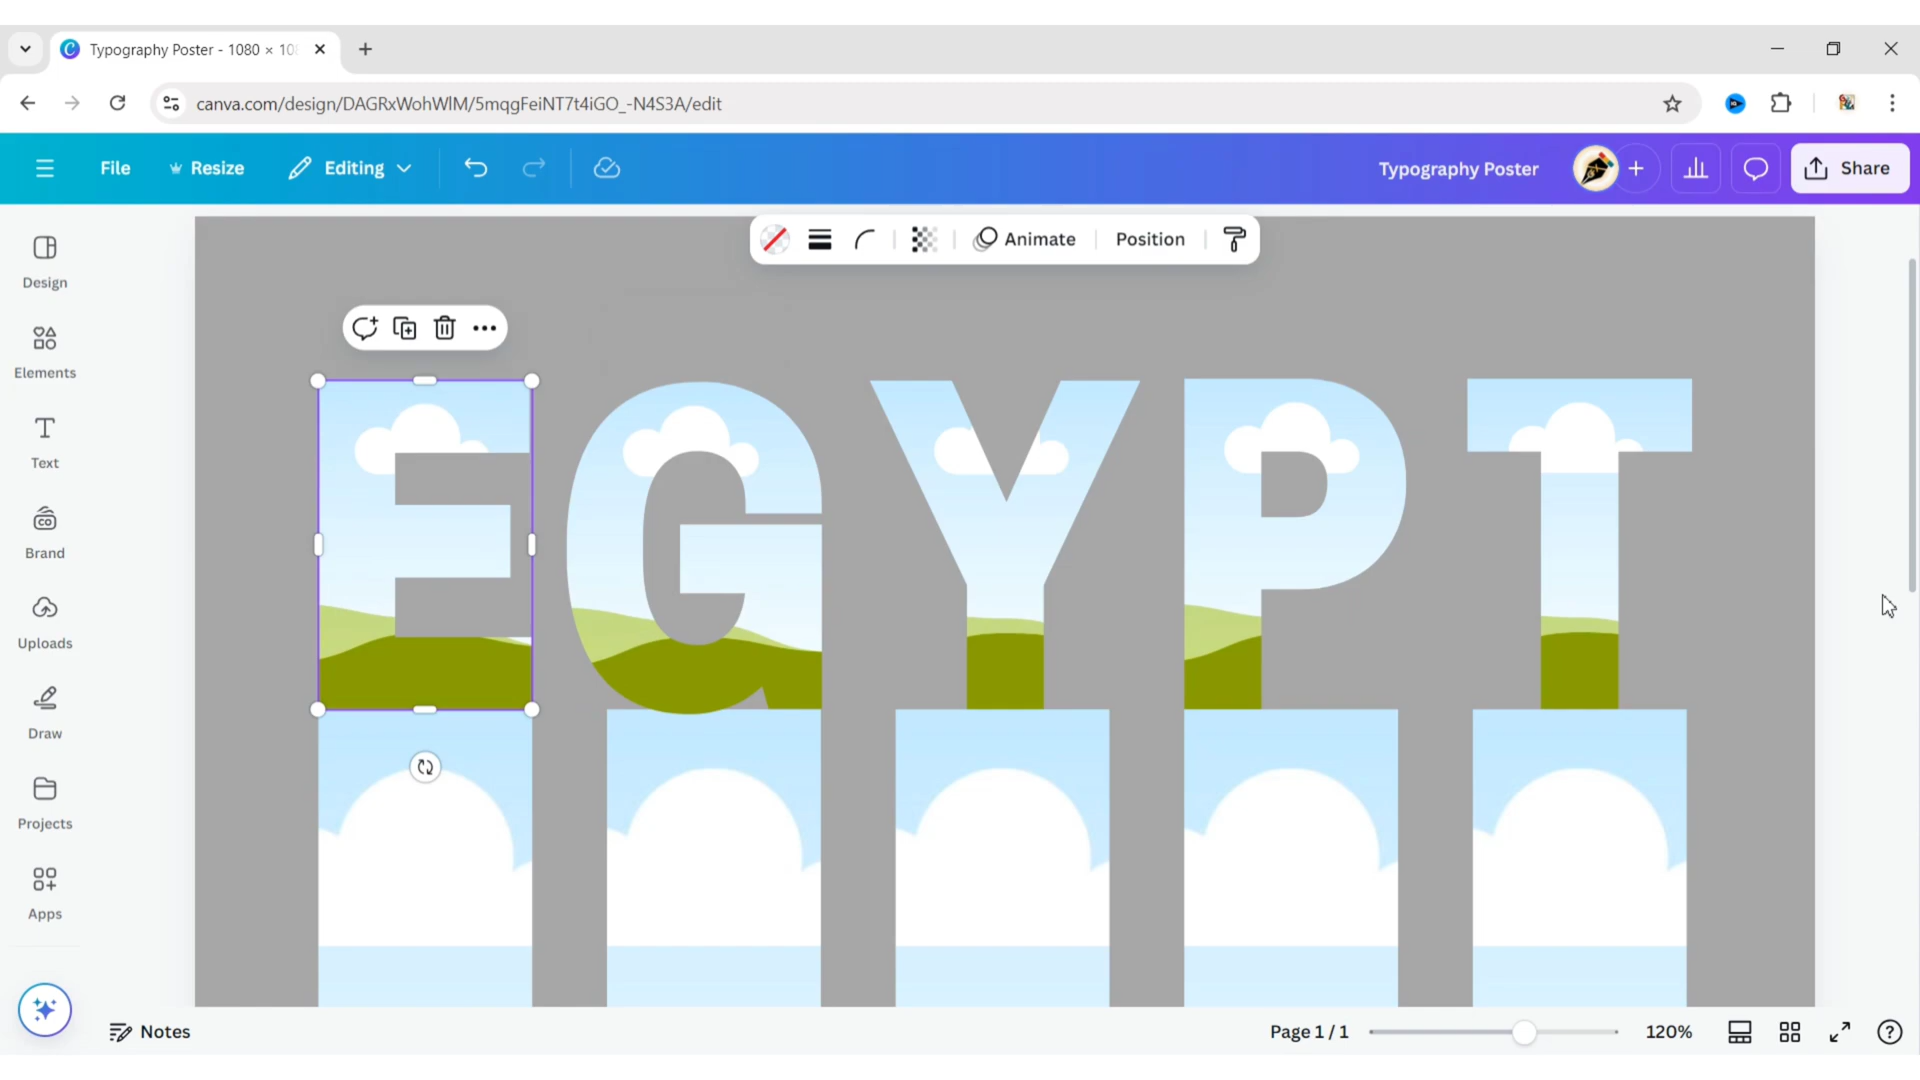 Typography Poster - 1080 × 10
canva.com/design/DAGRxWohWlM/5mqgFeiNT7t4iGO_-N4S3A/edit
File
Resize
Editing
Typography Poster
Share
Animate
Position
Design
Elements
Text
Brand
Uploads
Draw
Projects
Apps
EGYPT
Notes
Page 1 / 1
120%